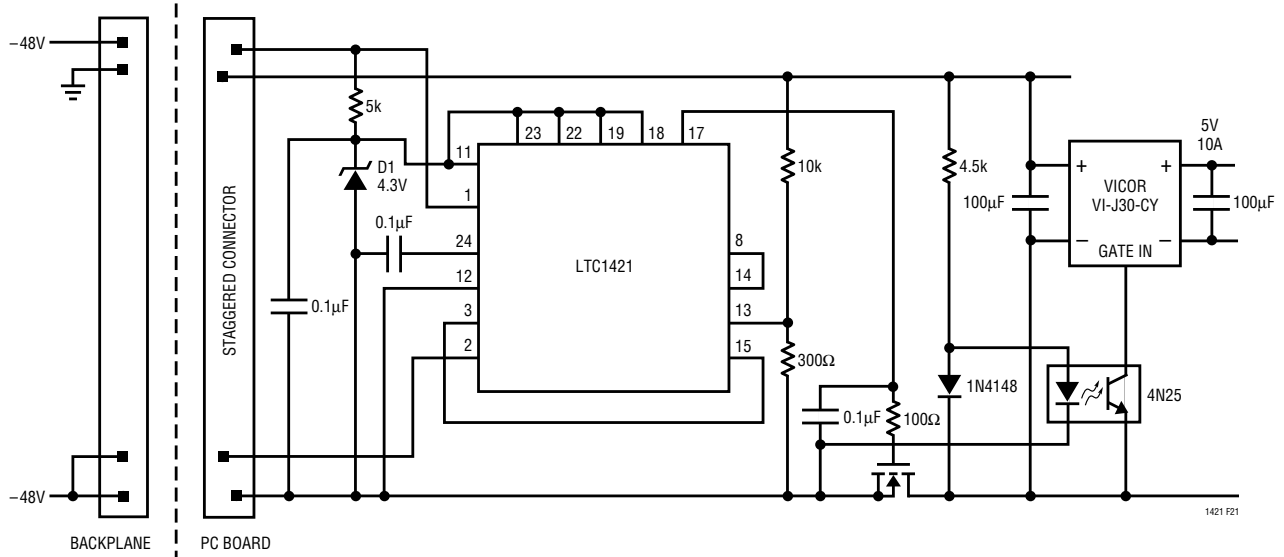 −48V
−48V
BACKPLANE
PC BOARD
STAGGERED CONNECTOR
5k
D1
4.3V
0.1µF
0.1µF
11
1
24
12
3
2
23
22
19
18
17
LTC1421
8
14
13
15
10k
300Ω
0.1µF
100Ω
4.5k
1N4148
100µF
+
+
VICOR
VI-J30-CY
−
−
GATE IN
5V
10A
100µF
4N25
1421 F21